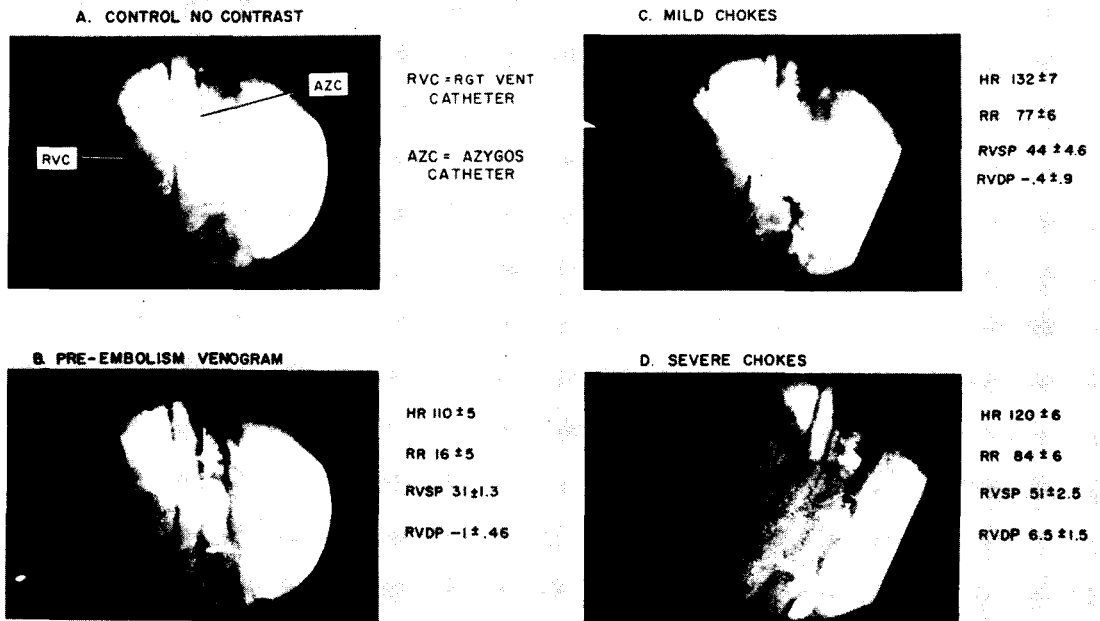 A. CONTROL NO CONTRAST
AZC
RVC
RVC = RGT VENT
CATHETER
AZC = AZYGOS
CATHETER
C. MILD CHOKES
HR 132 ± 7
RR 77 ± 6
RVSP 44 ± 4.6
RVDP -.4 ± .9
B. PRE-EMBOLISM VENOGRAM
HR 110 ± 5
RR 16 ± 5
RVSP 31 ± 1.3
RVDP -1 ± .46
D. SEVERE CHOKES
HR 120 ± 6
RR 84 ± 6
RVSP 51 ± 2.5
RVDP 6.5 ± 1.5